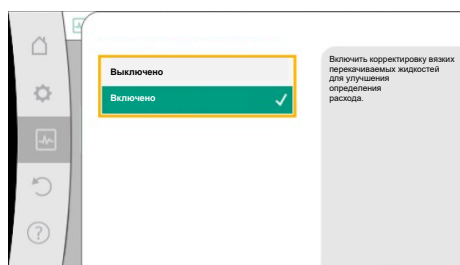 Выключено
Включено
Включить корректировку вязких
перекачиваемых жидкостей
для улучшения
определения
расхода.